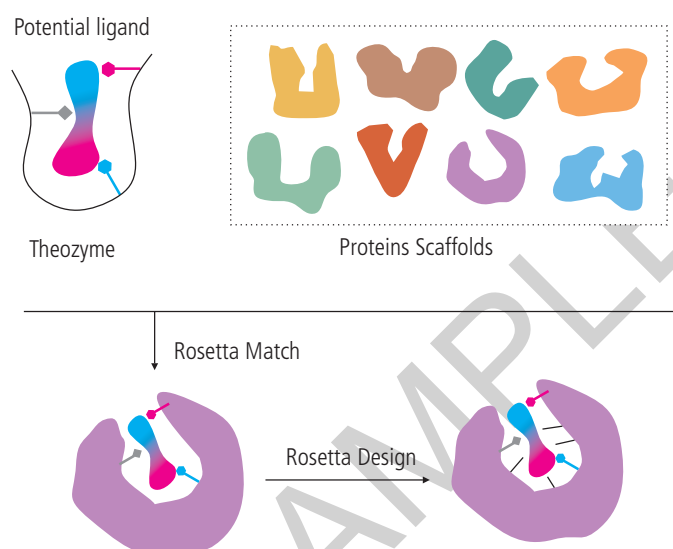 Potential ligand
Theozyme
Proteins Scaffolds
Rosetta Match
Rosetta Design
SAMPLE